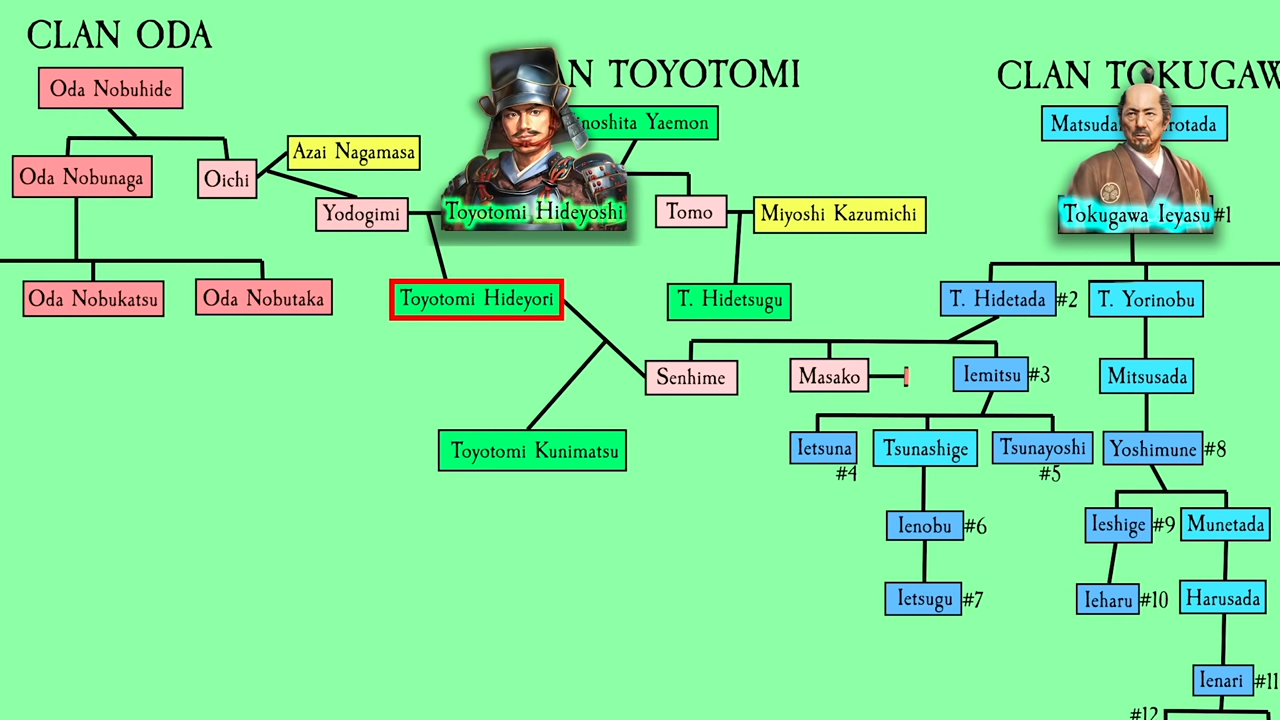 CLAN ODA
TOYOTOMI
CLAN TOKUGAW
Oda Nobuhide
Azai Nagamasa
inoshita Yaemon
Oda Nobunaga
Oichi
Yodogimi
Toyotomi Hideyoshi
Tomo
Miyoshi Kazumichi
Tokugawa Ieyasu #1
Oda Nobukatsu
Oda Nobutaka
Toyotomi Hideyori
T. Hidetsugu
T. Hidetada #2
T. Yorinobu
Senhime
Masako
Iemitsu #3
Mitsusada
Toyotomi Kunimatsu
Ietsuna
#4
Tsunashige
Tsunayoshi
#5
Yoshimune #8
Ienobu #6
Ieshige #9
Munetada
Ietsugu #7
Ieharu #10
Harusada
Ienari #11
#12